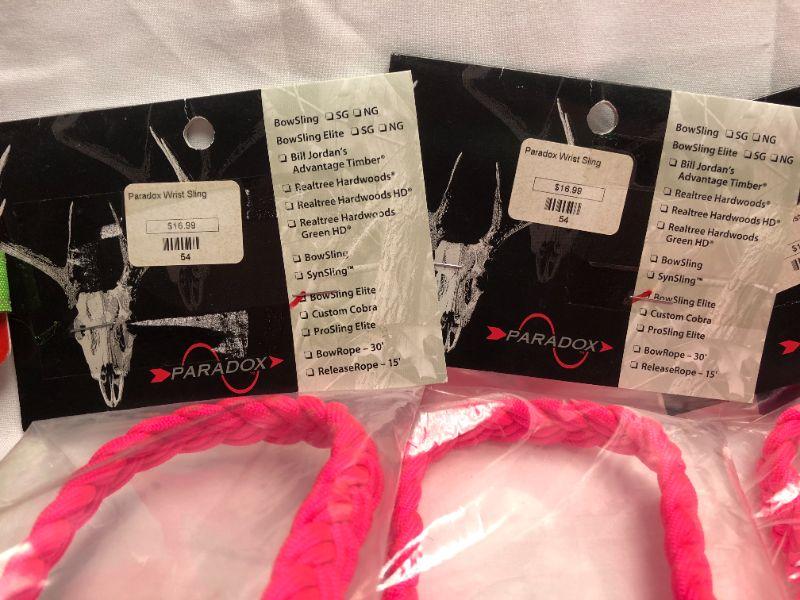 Paradox Wrist Sling
$16.99
54
PARADOX™
BowSling ❑ SG ❑ NG
BowSling Elite ❑ SG ❑ NG
❑ Bill Jordan's
Advantage Timber®
❑ Realtree Hardwoods®
❑ Realtree Hardwoods HD®
❑ Realtree Hardwoods
Green HD®
❑ BowSling
❑ SynSling™
❑ BowSling Elite
❑ Custom Cobra
❑ ProSling Elite
❑ BowRope – 30'
❑ ReleaseRope – 15'
Paradox Wrist Sling
$16.99
54
PARADOX™
BowSling ❑ SG ❑ NG
BowSling Elite ❑ SG ❑ NG
❑ Bill Jordan's
Advantage Timber®
❑ Realtree Hardwoods®
❑ Realtree Hardwoods HD®
❑ Realtree Hardwoods
Green HD®
❑ BowSling
❑ SynSling™
BowSling Elite
❑ Custom Cobra
❑ ProSling Elite
❑ BowRope – 30'
❑ ReleaseRope – 15'